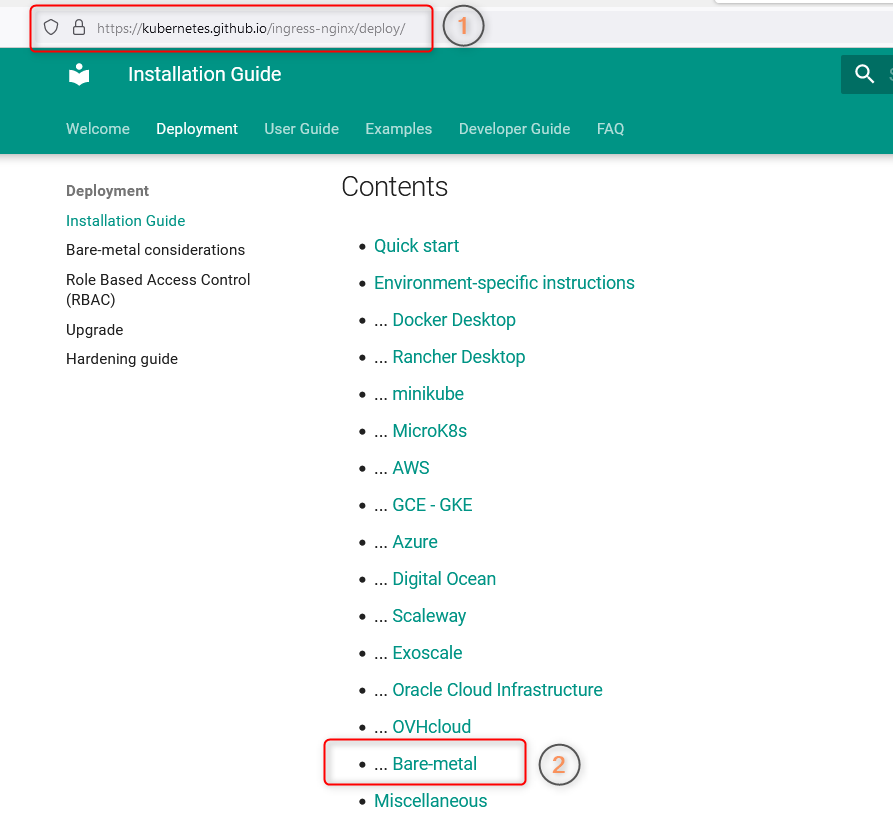 https://kubernetes.github.io/ingress-nginx/deploy/
1
Installation Guide
Welcome Deployment User Guide Examples Developer Guide FAQ
Deployment
Installation Guide
Bare-metal considerations
Role Based Access Control
(RBAC)
Upgrade
Hardening guide
Contents
Quick start
Environment-specific instructions
... Docker Desktop
... Rancher Desktop
... minikube
... MicroK8s
... AWS
... GCE - GKE
... Azure
... Digital Ocean
... Scaleway
... Exoscale
... Oracle Cloud Infrastructure
... OVHcloud
... Bare-metal
2
Miscellaneous